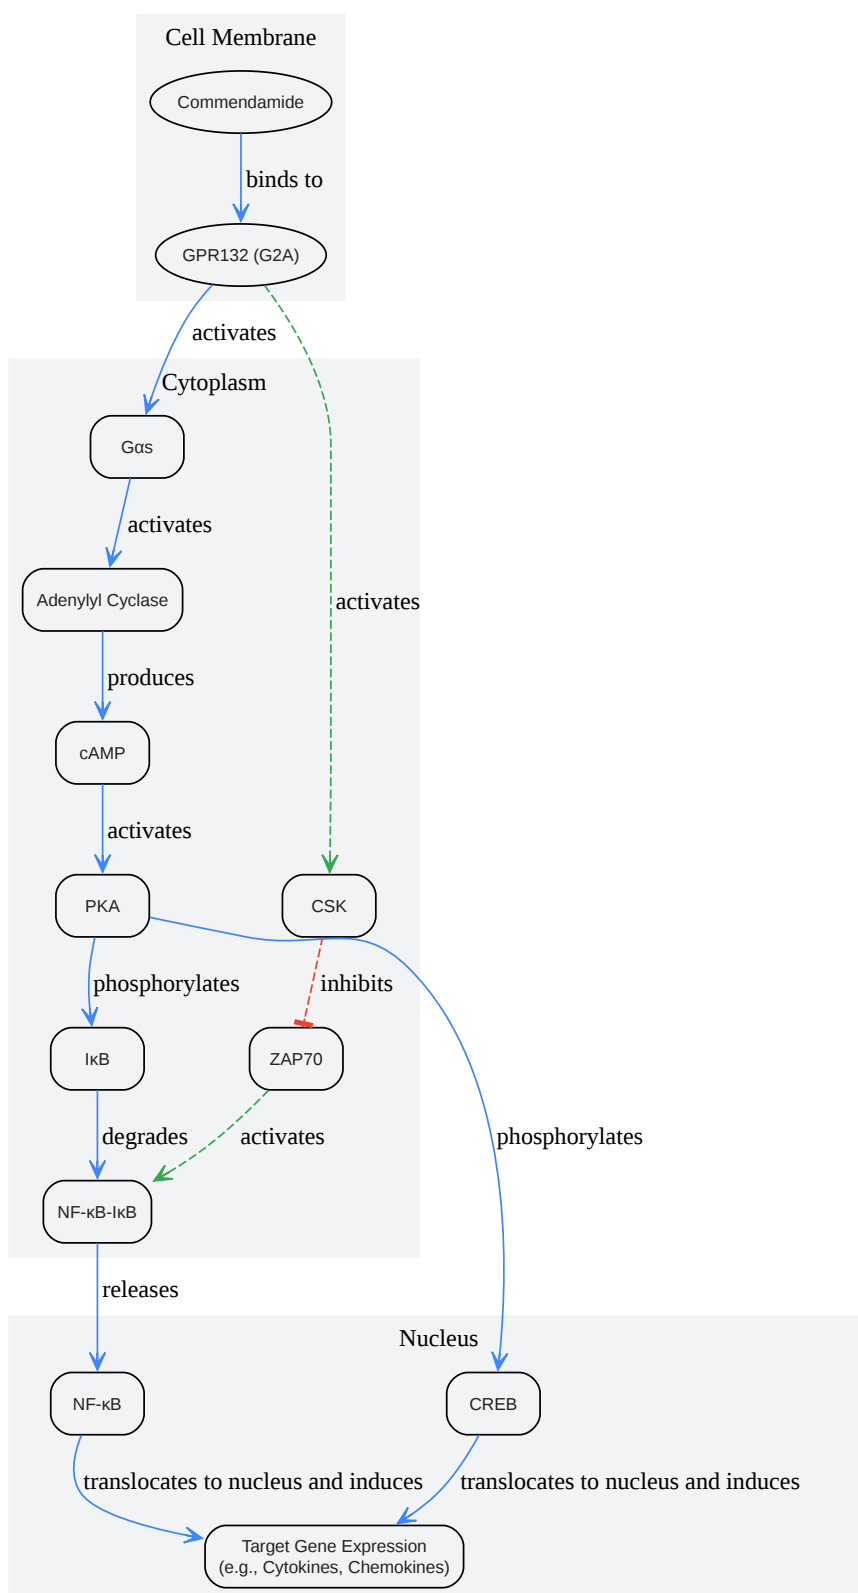 Cell Membrane
Commendamide
binds to
GPR132 (G2A)
activates
Cytoplasm
Gαs
activates
Adenylyl Cyclase
activates
produces
cAMP
activates
PKA
CSK
phosphorylates
inhibits
IκB
ZAP70
degrades
activates
phosphorylates
NF-κB-IκB
releases
Nucleus
NF-κB
CREB
translocates to nucleus and induces
translocates to nucleus and induces
Target Gene Expression
(e.g., Cytokines, Chemokines)